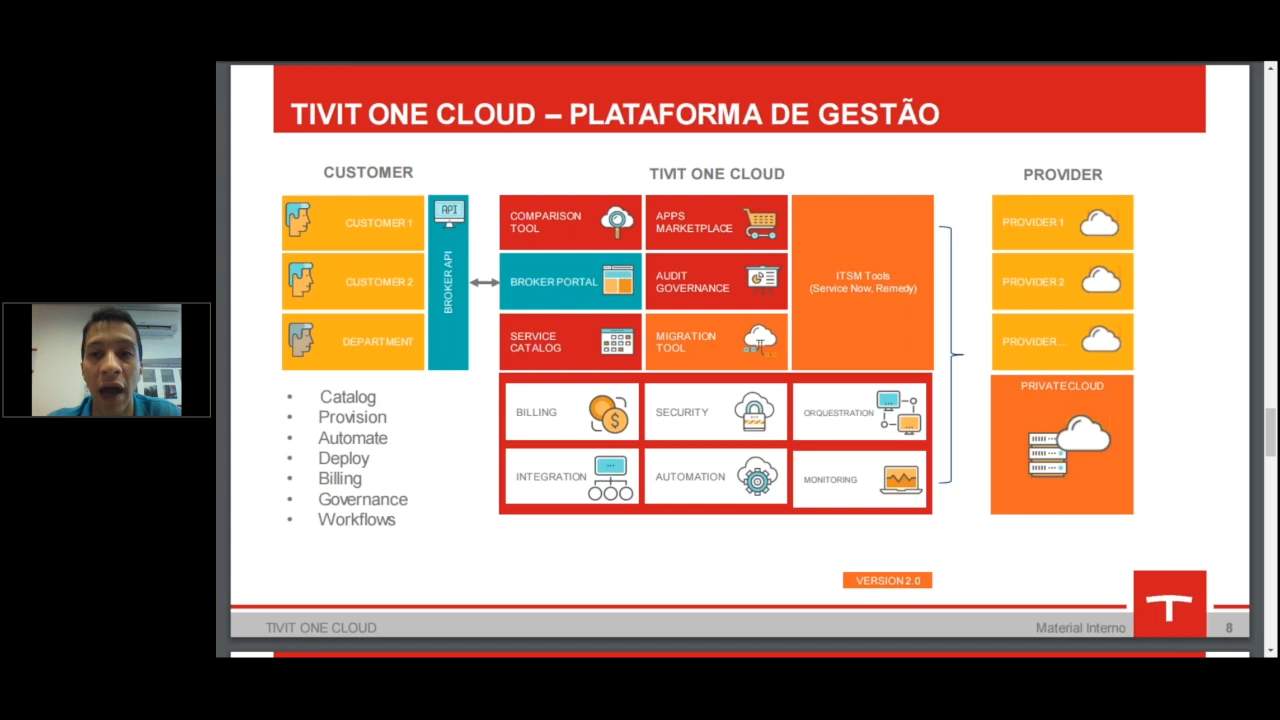 TIVIT ONE CLOUD – PLATAFORMA DE GESTÃO
CUSTOMER
CUSTOMER 1
CUSTOMER 2
DEPARTMENT
API
BROKER API
Catalog
Provision
Automate
Deploy
Billing
Governance
Workflows
TIVIT ONE CLOUD
COMPARISON
TOOL
APPS
MARKETPLACE
BROKER PORTAL
AUDIT
GOVERNANCE
SERVICE
CATALOG
MIGRATION
TOOL
ITSM Tools
(Service Now, Remedy)
BILLING
SECURITY
ORQUESTRATION
INTEGRATION
AUTOMATION
MONITORING
PROVIDER
PROVIDER 1
PROVIDER 2
PROVIDER ...
PRIVATE CLOUD
VERSION 2.0
TIVIT ONE CLOUD
Material Interno
8